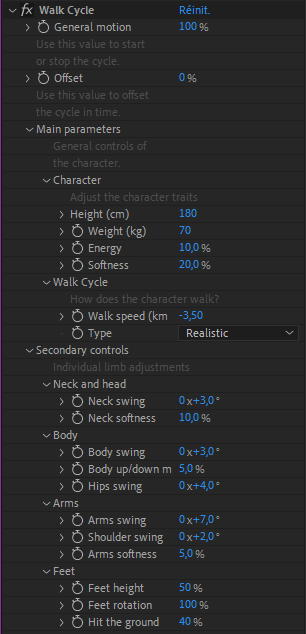 fx Walk Cycle Réinit.
General motion 100 %
Use this value to start
or stop the cycle.
Offset 0 %
Use this value to offset
the cycle in time.
Main parameters
General controls of
the character.
Character
Adjust the character traits
Height (cm) 180
Weight (kg) 70
Energy 10,0 %
Softness 20,0 %
Walk Cycle
How does the character walk?
Walk speed (km -3,50
Type Realistic
Secondary controls
Individual limb adjustments
Neck and head
Neck swing 0 x+3,0 °
Neck softness 10,0 %
Body
Body swing 0 x+3,0 °
Body up/down m 5,0 %
Hips swing 0 x+4,0 °
Arms
Arms swing 0 x+7,0 °
Shoulder swing 0 x+2,0 °
Arms softness 5,0 %
Feet
Feet height 50 %
Feet rotation 100 %
Hit the ground 40 %